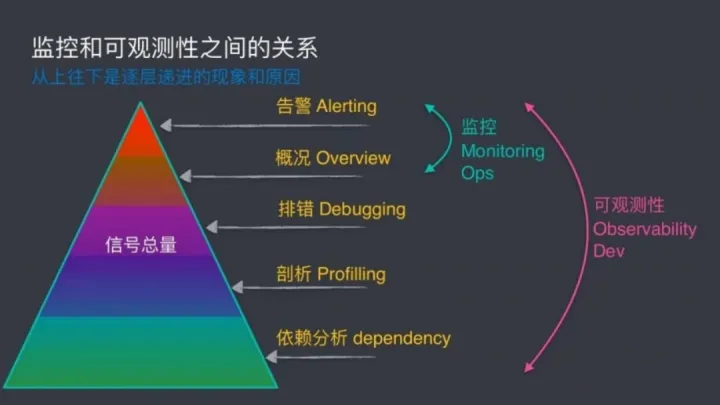 监控和可观测性之间的关系
从上往下是逐层递进的现象和原因
告警 Alerting
概况 Overview
排错 Debugging
信号总量
剖析 Profilling
依赖分析 dependency
监控
Monitoring
Ops
可观测性
Observability
Dev